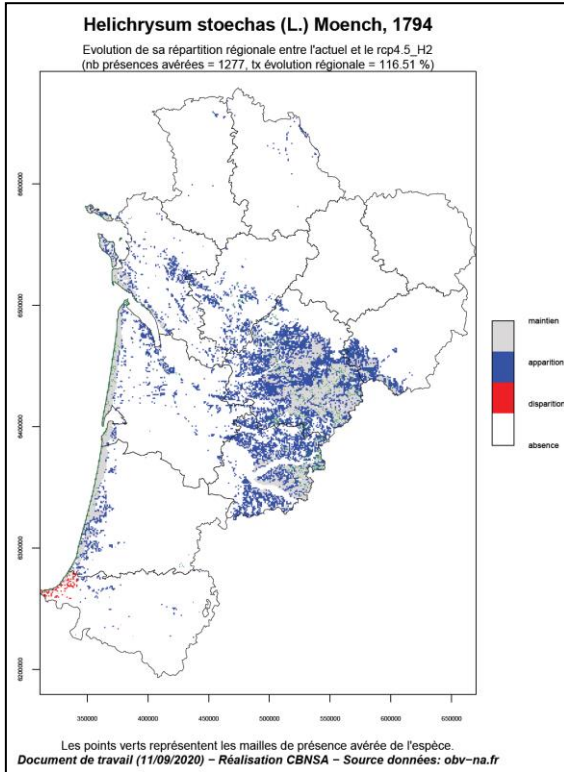 Helichrysum stoechas (L.) Moench, 1794
Evolution de sa répartition régionale entre l'actuel et le rcp4.5_H2
(nb présences avérées = 1277, tx évolution régionale = 116.51 %)
6600000
6500000
6400000
6300000
6200000
maintien
apparition
disparition
absence
350000 400000 450000 500000 550000 600000 650000
Les points verts représentent les mailles de présence avérée de l'espèce.
Document de travail (11/09/2020) − Réalisation CBNSA − Source données: obv−na.fr